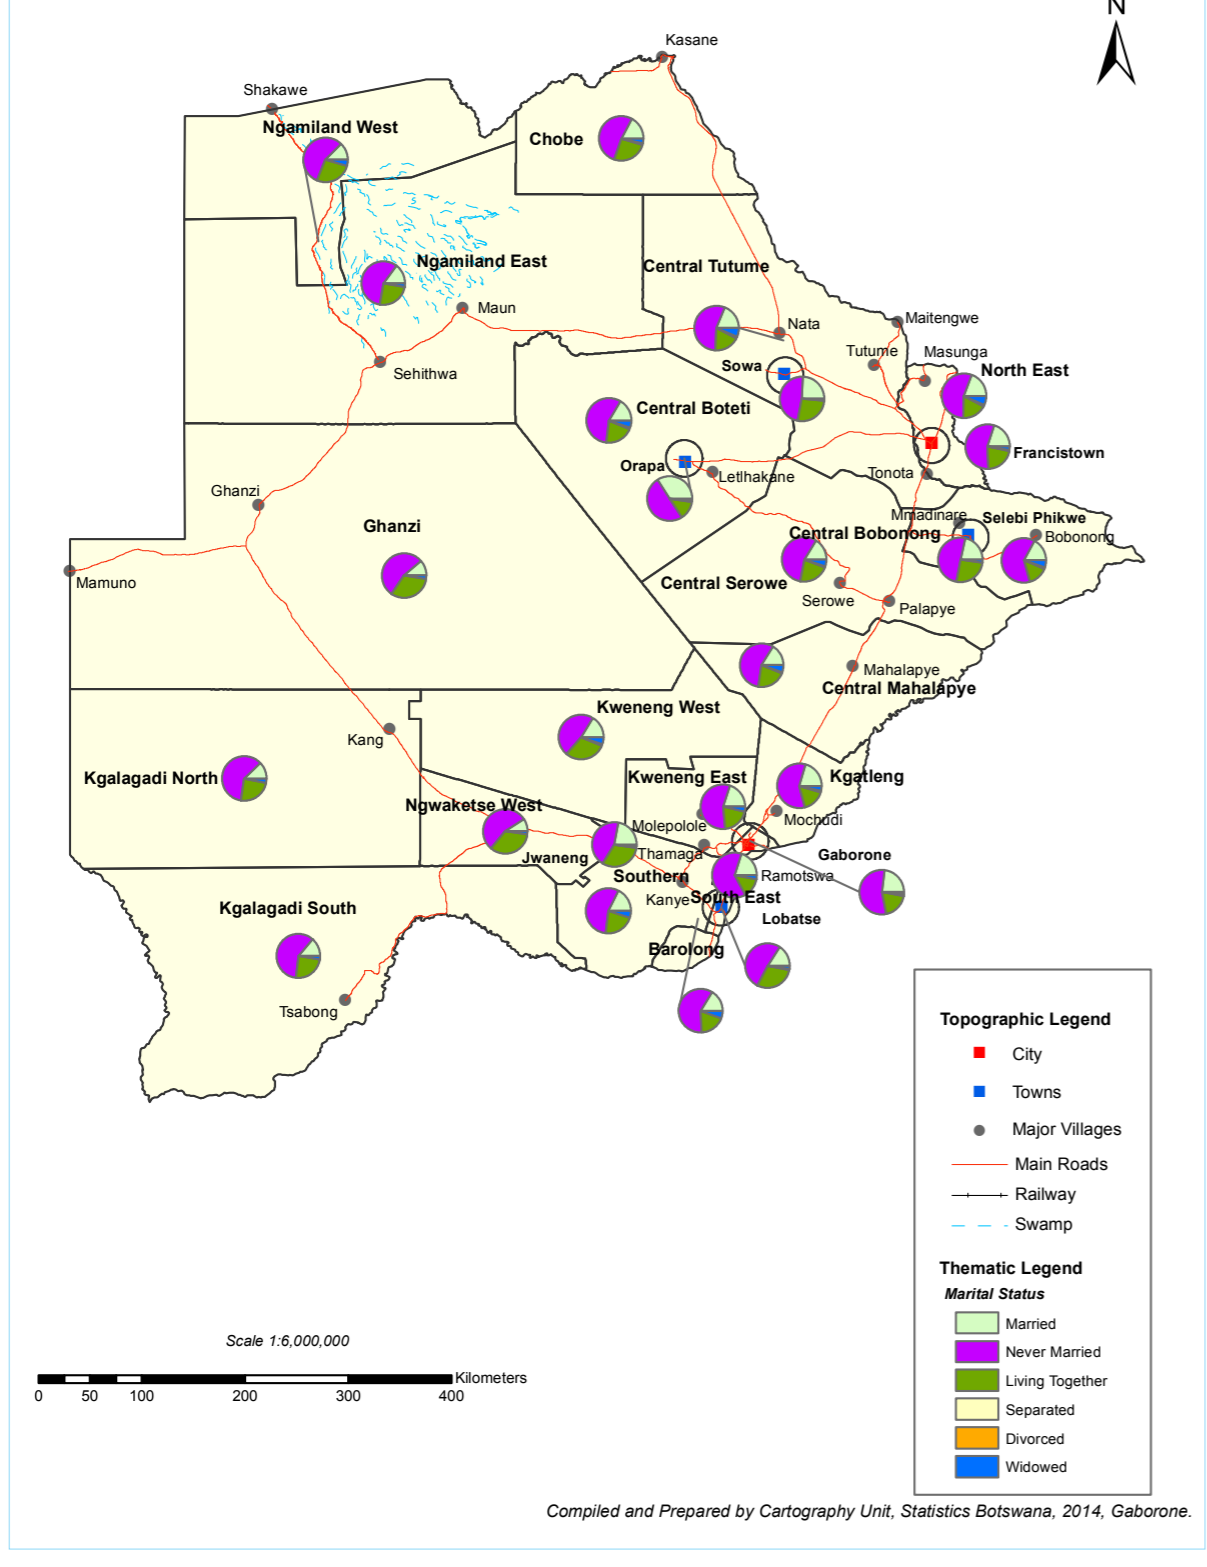 N
Kasane
Shakawe
Ngamiland West
Chobe
Ngamiland East
Central Tutume
Maun
Nata
Maitengwe
Tutume
Masunga
Sowa
North East
Sehithwa
Central Boteti
Francistown
Orapa
Letlhakane
Tonota
Ghanzi
Ghanzi
Mmadinare
Selebi Phikwe
Central Bobonong
Bobonong
Mamuno
Central Serowe
Serowe
Palapye
Mahalapye
Central Mahalapye
Kweneng West
Kang
Kgalagadi North
Kweneng East
Kgatleng
Ngwaketse West
Mochudi
Molepolole
Jwaneng
Thamaga
Gaborone
Southern
Ramotswa
Kanye
South East
Kgalagadi South
Lobatse
Barolong
Tsabong
Topographic Legend
City
Towns
Major Villages
Main Roads
Railway
Swamp
Thematic Legend
Marital Status
Married
Never Married
Living Together
Separated
Divorced
Widowed
Scale 1:6,000,000
Kilometers
0 50 100 200 300 400
Compiled and Prepared by Cartography Unit, Statistics Botswana, 2014, Gaborone.